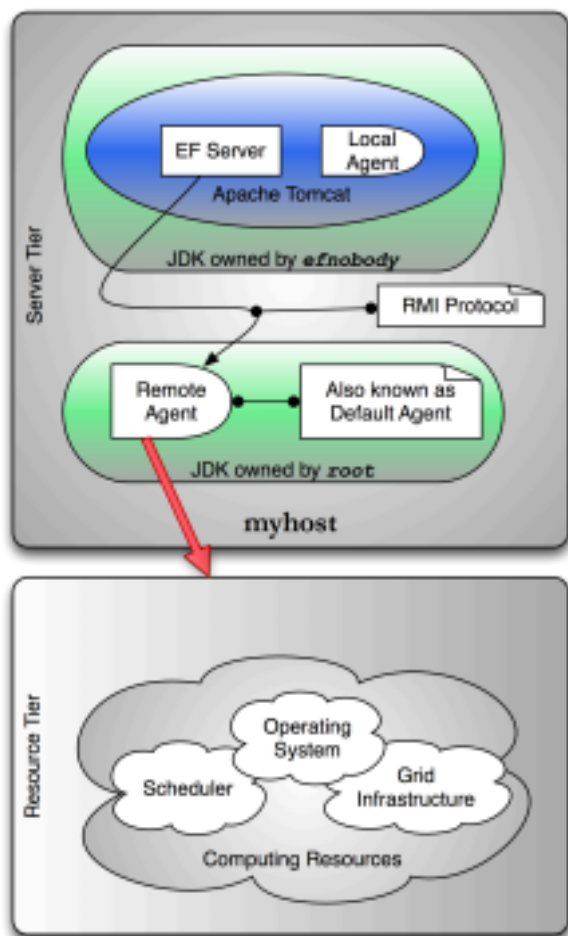 Server Tier
EF Server
Local
Agent
Apache Tomcat
JDK owned by efnobody
RMI Protocol
Remote
Agent
Also known as
Default Agent
JDK owned by root
myhost
Resource Tier
Operating
System
Scheduler
Grid
Infrastructure
Computing Resources